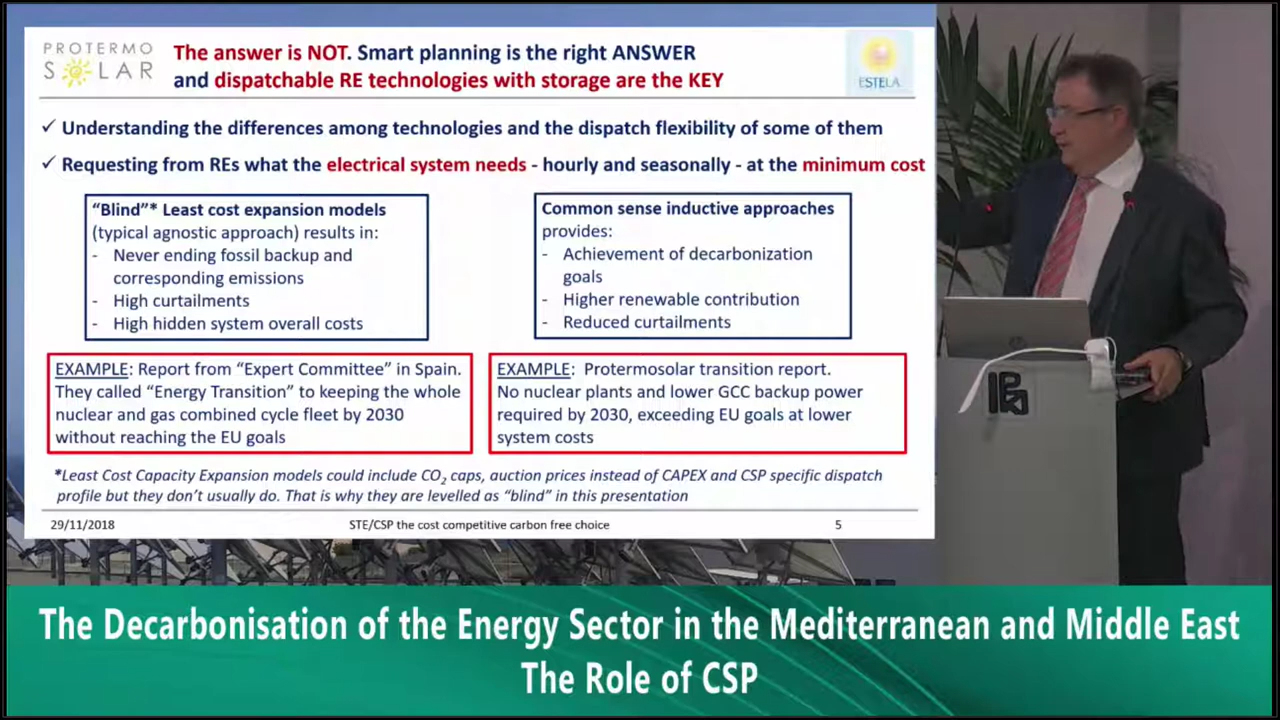 PROTERMO
SOLAR
The answer is NOT. Smart planning is the right ANSWER
and dispatchable RE technologies with storage are the KEY
ESTELA
✓ Understanding the differences among technologies and the dispatch flexibility of some of them
✓ Requesting from REs what the electrical system needs - hourly and seasonally - at the minimum cost
“Blind”* Least cost expansion models
(typical agnostic approach) results in:
- Never ending fossil backup and
corresponding emissions
- High curtailments
- High hidden system overall costs
Common sense inductive approaches
provides:
- Achievement of decarbonization
goals
- Higher renewable contribution
- Reduced curtailments
EXAMPLE: Report from “Expert Committee” in Spain.
They called “Energy Transition” to keeping the whole
nuclear and gas combined cycle fleet by 2030
without reaching the EU goals
EXAMPLE: Protermosolar transition report.
No nuclear plants and lower GCC backup power
required by 2030, exceeding EU goals at lower
system costs
*Least Cost Capacity Expansion models could include CO2 caps, auction prices instead of CAPEX and CSP specific dispatch
profile but they don’t usually do. That is why they are levelled as “blind” in this presentation
29/11/2018
STE/CSP the cost competitive carbon free choice
5
The Decarbonisation of the Energy Sector in the Mediterranean and Middle East
The Role of CSP